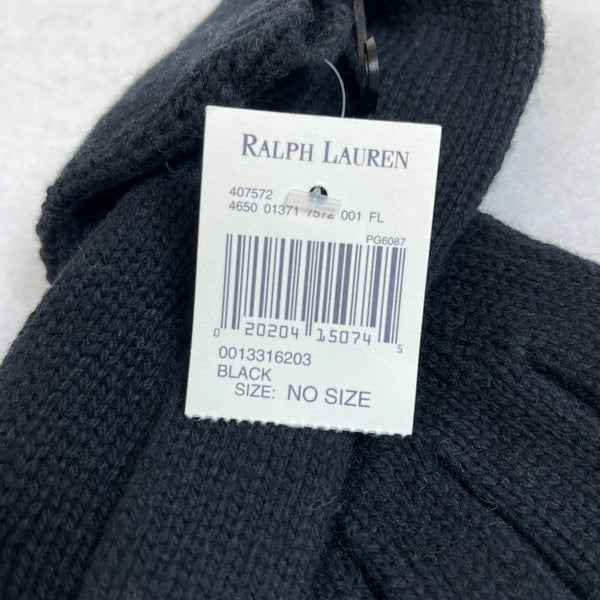 RALPH LAUREN
407572
4650 01371 7572 001 FL
PG6087
0 20204 15074 5
0013316203
BLACK
SIZE: NO SIZE